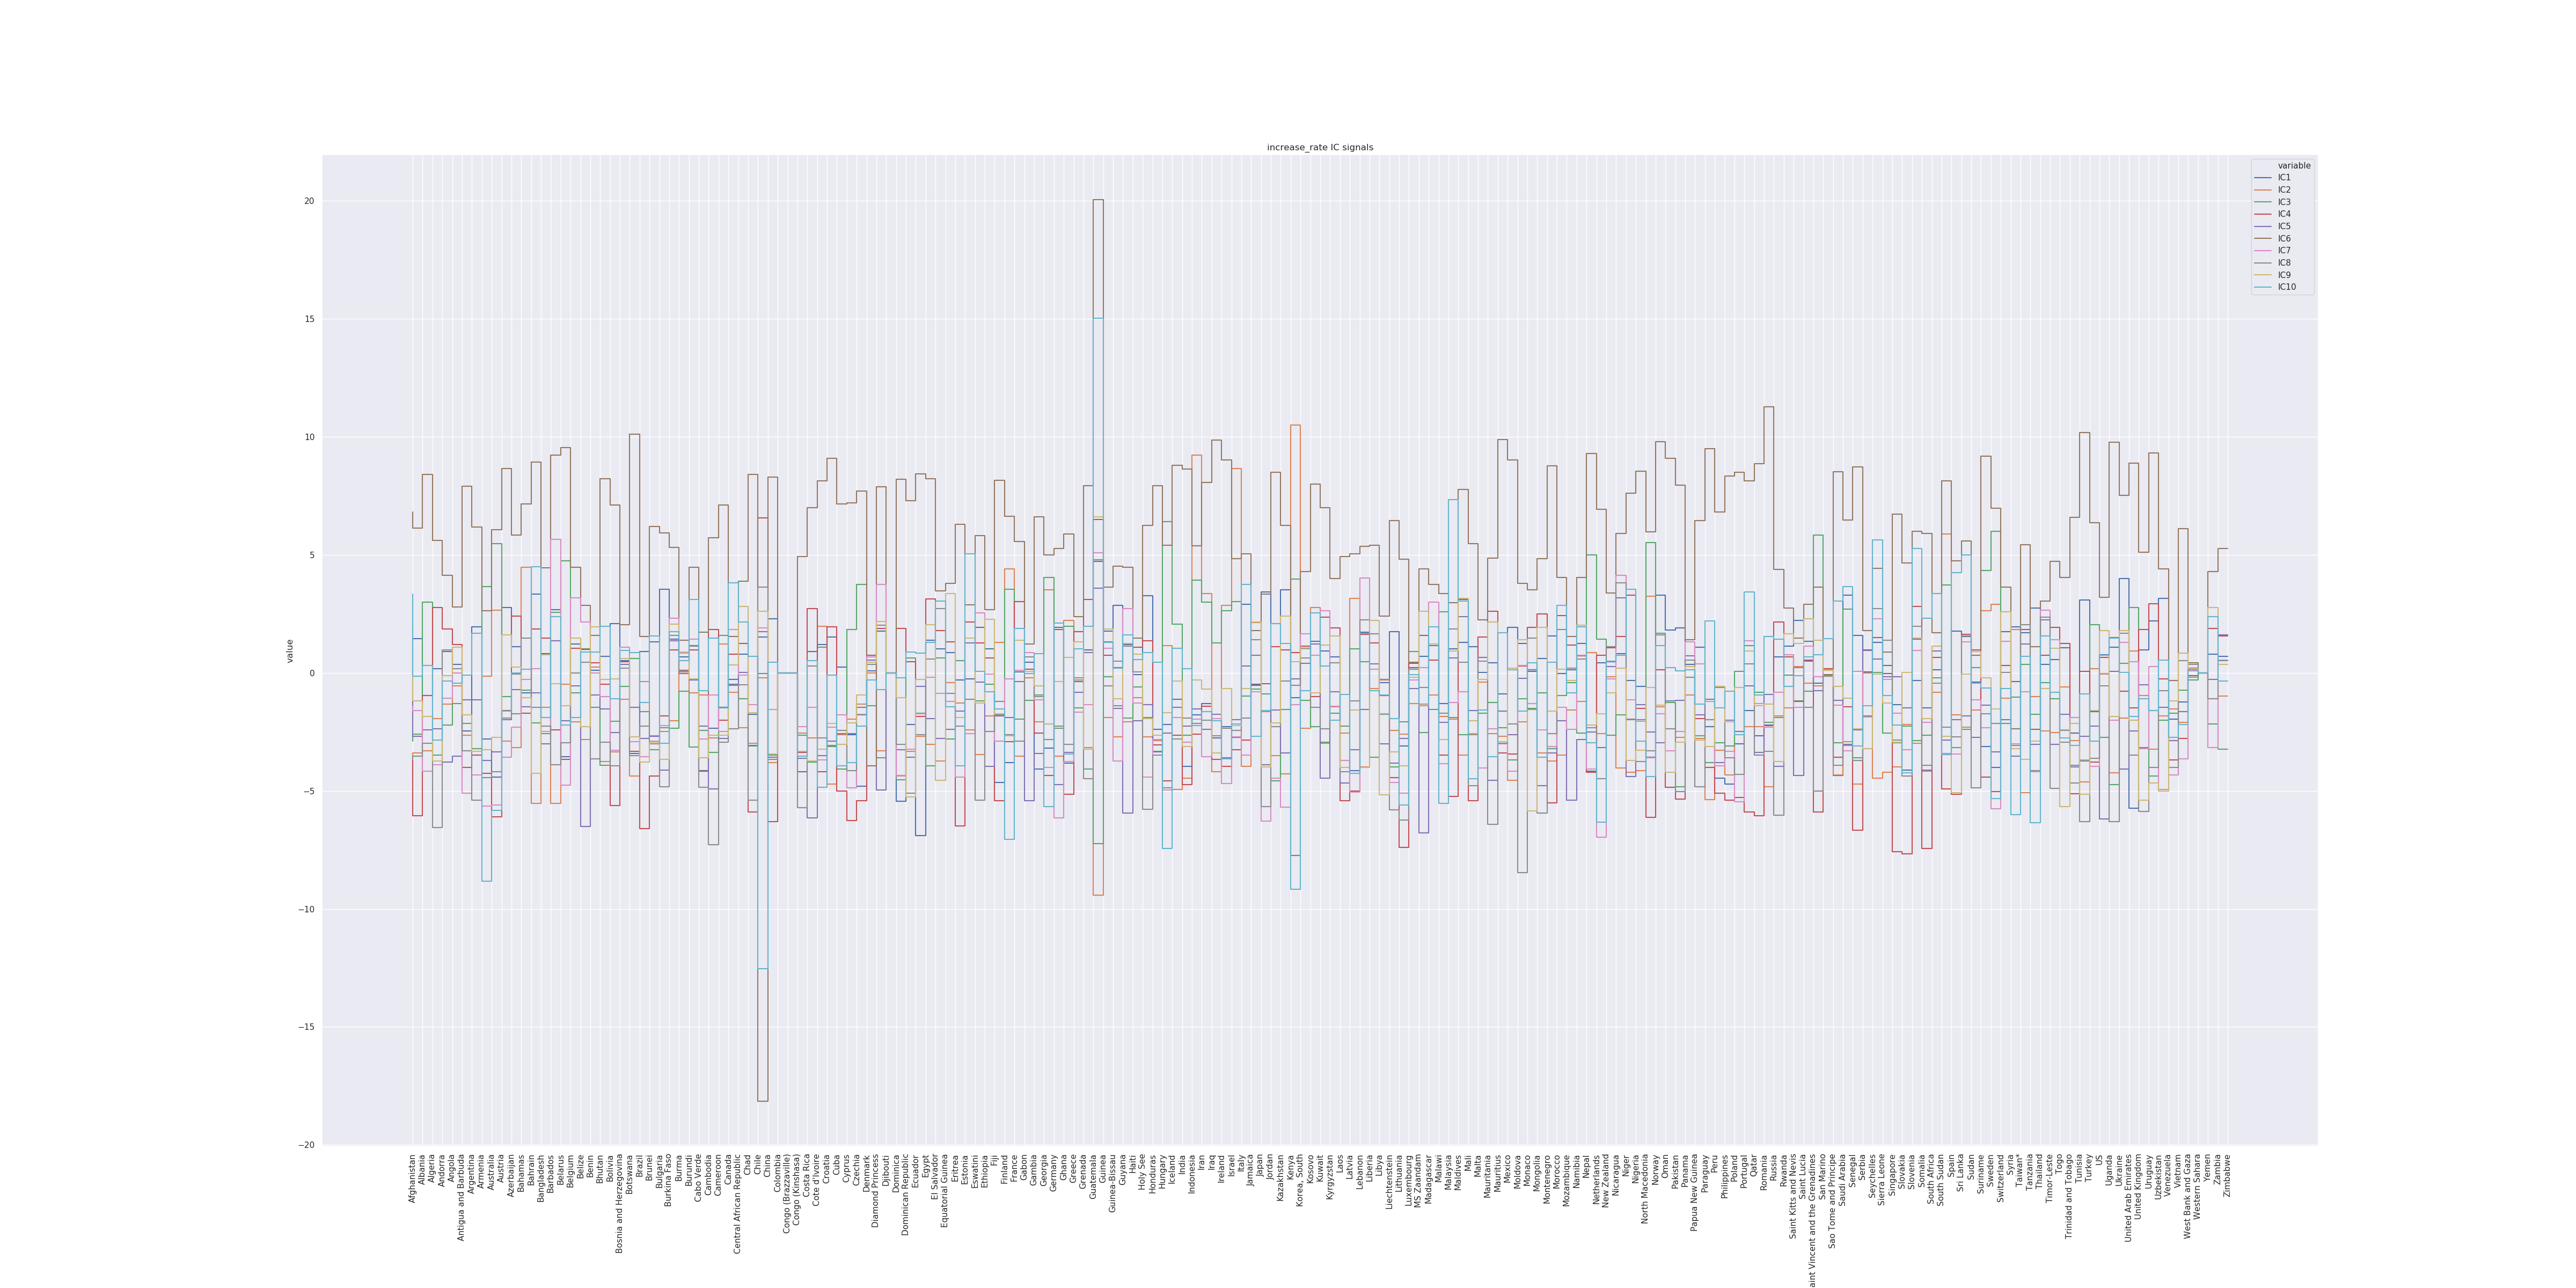 increase_rate IC signals
variable
IC1
IC2
IC3
IC4
IC5
IC6
IC7
IC8
IC9
IC10
value
20
15
10
5
0
−5
−10
−15
−20
Afghanistan
Albania
Algeria
Andorra
Angola
Antigua and Barbuda
Argentina
Armenia
Australia
Austria
Azerbaijan
Bahamas
Bahrain
Bangladesh
Barbados
Belarus
Belgium
Belize
Benin
Bhutan
Bolivia
Bosnia and Herzegovina
Botswana
Brazil
Brunei
Bulgaria
Burkina Faso
Burma
Burundi
Cabo Verde
Cambodia
Cameroon
Canada
Central African Republic
Chad
Chile
China
Colombia
Congo (Brazzaville)
Congo (Kinshasa)
Costa Rica
Cote d'Ivoire
Croatia
Cuba
Cyprus
Czechia
Denmark
Diamond Princess
Djibouti
Dominica
Dominican Republic
Ecuador
Egypt
El Salvador
Equatorial Guinea
Eritrea
Estonia
Eswatini
Ethiopia
Fiji
Finland
France
Gabon
Gambia
Georgia
Germany
Ghana
Greece
Grenada
Guatemala
Guinea
Guinea-Bissau
Guyana
Haiti
Holy See
Honduras
Hungary
Iceland
India
Indonesia
Iran
Iraq
Ireland
Israel
Italy
Jamaica
Japan
Jordan
Kazakhstan
Kenya
Korea, South
Kosovo
Kuwait
Kyrgyzstan
Laos
Latvia
Lebanon
Liberia
Libya
Liechtenstein
Lithuania
Luxembourg
MS Zaandam
Madagascar
Malawi
Malaysia
Maldives
Mali
Malta
Mauritania
Mauritius
Mexico
Moldova
Monaco
Mongolia
Montenegro
Morocco
Mozambique
Namibia
Nepal
Netherlands
New Zealand
Nicaragua
Niger
Nigeria
North Macedonia
Norway
Oman
Pakistan
Panama
Papua New Guinea
Paraguay
Peru
Philippines
Poland
Portugal
Qatar
Romania
Russia
Rwanda
Saint Kitts and Nevis
Saint Lucia
aint Vincent and the Grenadines
San Marino
Sao Tome and Principe
Saudi Arabia
Senegal
Serbia
Seychelles
Sierra Leone
Singapore
Slovakia
Slovenia
Somalia
South Africa
South Sudan
Spain
Sri Lanka
Sudan
Suriname
Sweden
Switzerland
Syria
Taiwan*
Tanzania
Thailand
Timor-Leste
Togo
Trinidad and Tobago
Tunisia
Turkey
US
Uganda
Ukraine
United Arab Emirates
United Kingdom
Uruguay
Uzbekistan
Venezuela
Vietnam
West Bank and Gaza
Western Sahara
Yemen
Zambia
Zimbabwe